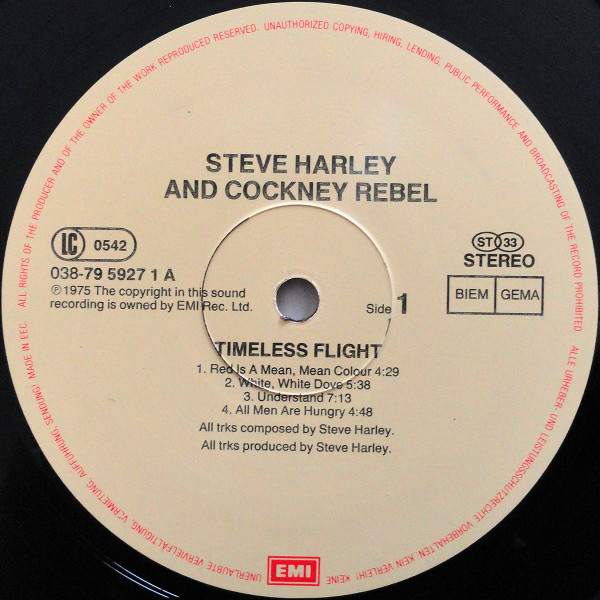 ALL RIGHTS OF THE PRODUCER AND OF THE OWNER OF THE WORK REPRODUCED RESERVED. UNAUTHORIZED COPYING, HIRING, LENDING, PUBLIC PERFORMANCE AND BROADCASTING OF THE RECORD PROHIBITED.
STEVE HARLEY
AND COCKNEY REBEL
LC 0542
038-79 5927 1 A
℗1975 The copyright in this sound
recording is owned by EMI Rec. Ltd.
ST 33
STEREO
BIEM GEMA
Side 1
TIMELESS FLIGHT
1. Red Is A Mean, Mean Colour 4:29
2. White, White Dove 5:38
3. Understand 7:13
4. All Men Are Hungry 4:48
All trks composed by Steve Harley.
All trks produced by Steve Harley.
ALLE URHEBER- UND LEISTUNGSSCHUTZRECHTE VORBEHALTEN. KEIN VERLEIH! KEINE UNERLAUBTE VERVIELFÄLTIGUNG, VERMIETUNG, AUFFÜHRUNG, SENDUNG! MADE IN EEC.
EMI